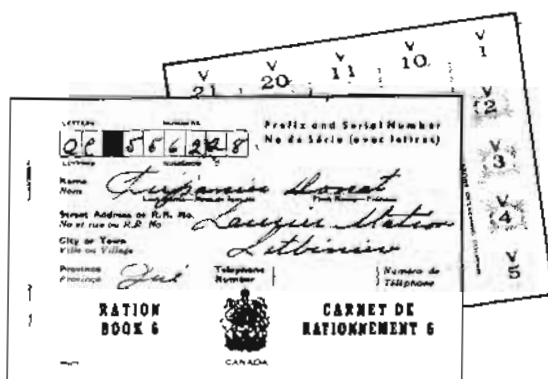 V 21
V 20
V 11
V 10
V 1
V 2
V 3
V 4
V 5
LETTERS NUMBERS
Prefix and Serial Number
No de Série (avec lettres)
LETTRES
Name
Nom
Donat
Street Address or R.R. No.
No et rue ou R.R. No
Laurier Station
City or Town
Ville ou Village
Lotbinière
Province
Province
Qué
Telephone
Number
Numéro de
Téléphone
RATION
BOOK 6
CARNET DE
RATIONNEMENT 6
CANADA